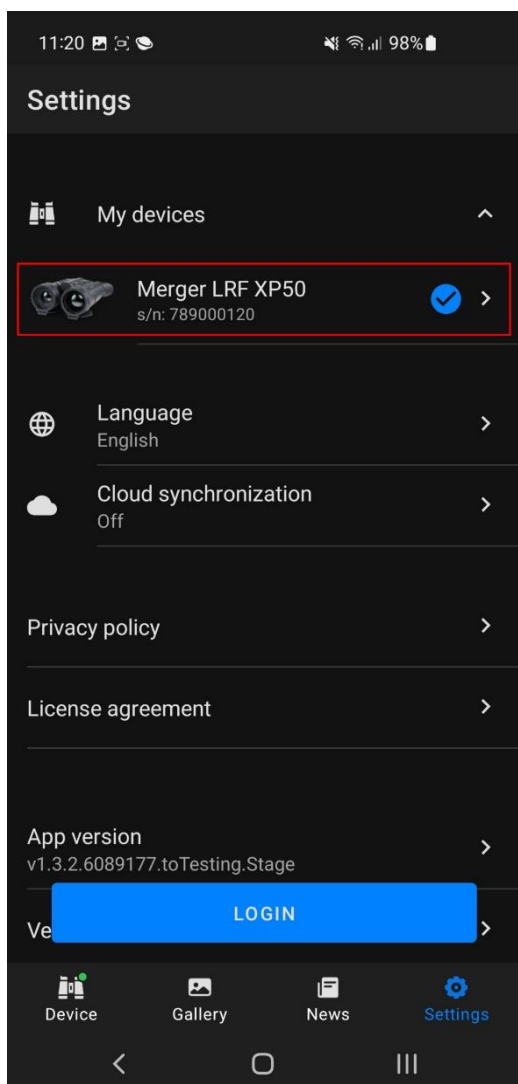 11:20 98%
Settings
My devices
Merger LRF XP50
s/n: 789000120
Language
English
Cloud synchronization
Off
Privacy policy
License agreement
App version
v1.3.2.6089177.toTesting.Stage
LOGIN
Ve
Device Gallery News Settings